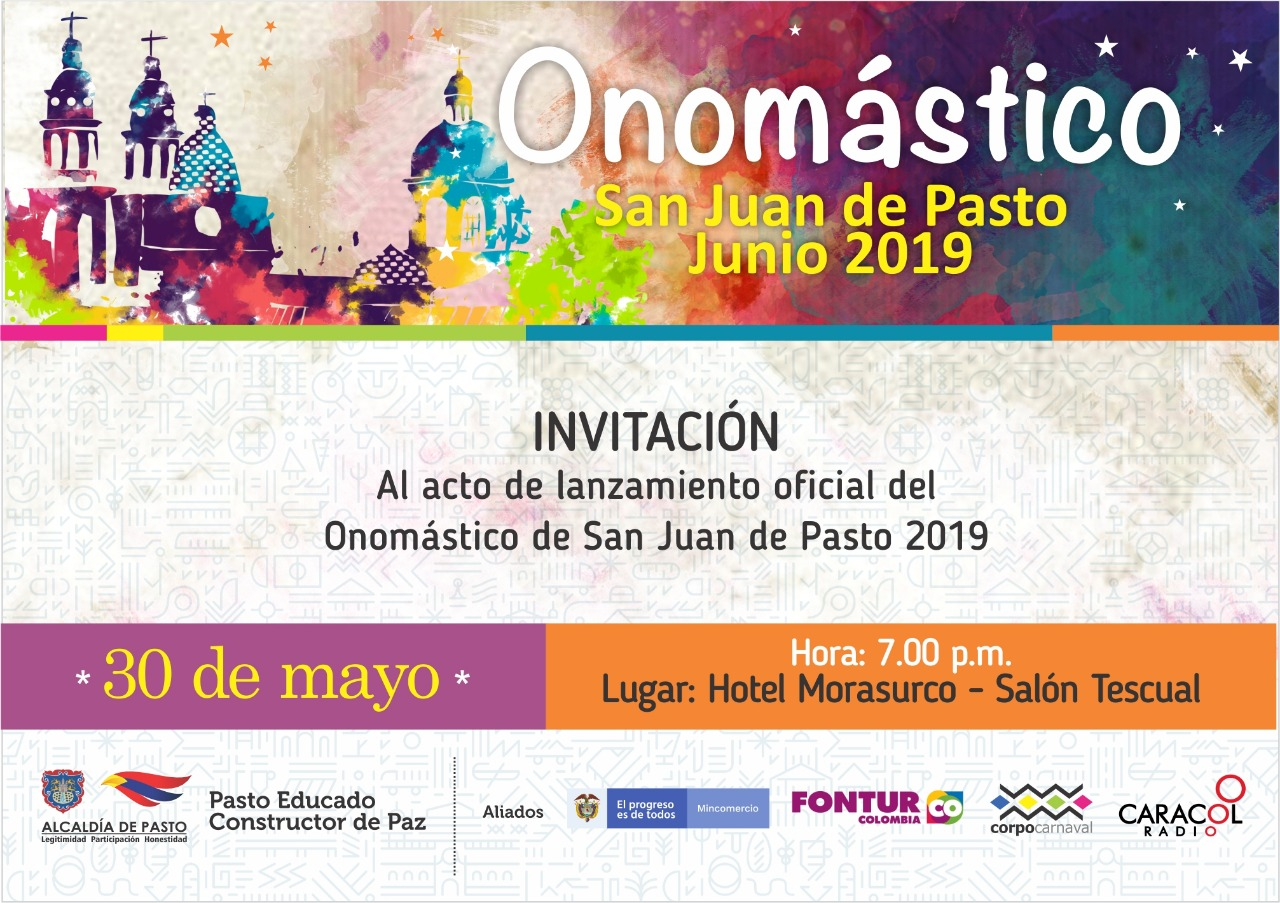 Onomástico
San Juan de Pasto
Junio 2019
INVITACIÓN
Al acto de lanzamiento oficial del
Onomástico de San Juan de Pasto 2019
* 30 de mayo *
Hora: 7.00 p.m.
Lugar: Hotel Morasurco - Salón Tescual
ALCALDÍA DE PASTO
Legitimidad Participación Honestidad
Pasto Educado
Constructor de Paz
Aliados
El progreso
es de todos
Mincomercio
FONTUR
COLOMBIA
CO
corpocarnaval
CARACOL
RADIO